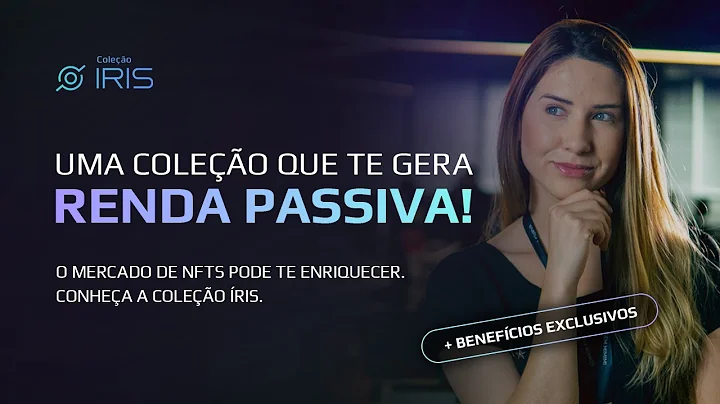 Coleção
IRIS
UMA COLEÇÃO QUE TE GERA
RENDA PASSIVA!
O MERCADO DE NFTS PODE TE ENRIQUECER.
CONHEÇA A COLEÇÃO ÍRIS.
+ BENEFÍCIOS EXCLUSIVOS